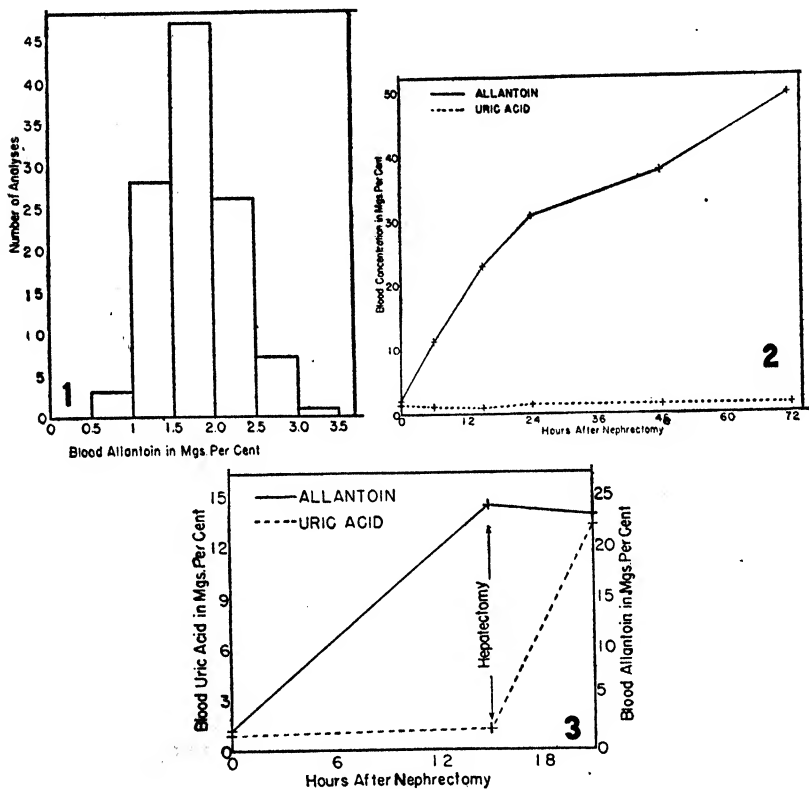 45
40
35
30
25
20
15
10
5
0
Number of Analyses
1
0 0.5 1.0 1.5 2.0 2.5 3.0 3.5
Blood Allantoin in Mgs. Per Cent
50
40
30
20
10
0
Blood Concentration in Mgs. Per Cent
ALLANTOIN
URIC ACID
2
0 12 24 36 48 60 72
Hours After Nephrectomy
15
12
9
6
3
0
Blood Uric Acid in Mgs. Per Cent
ALLANTOIN
URIC ACID
Hepatectomy
25
20
15
10
5
0
Blood Allantoin in Mgs. Per Cent
3
0 6 12 18
Hours After Nephrectomy